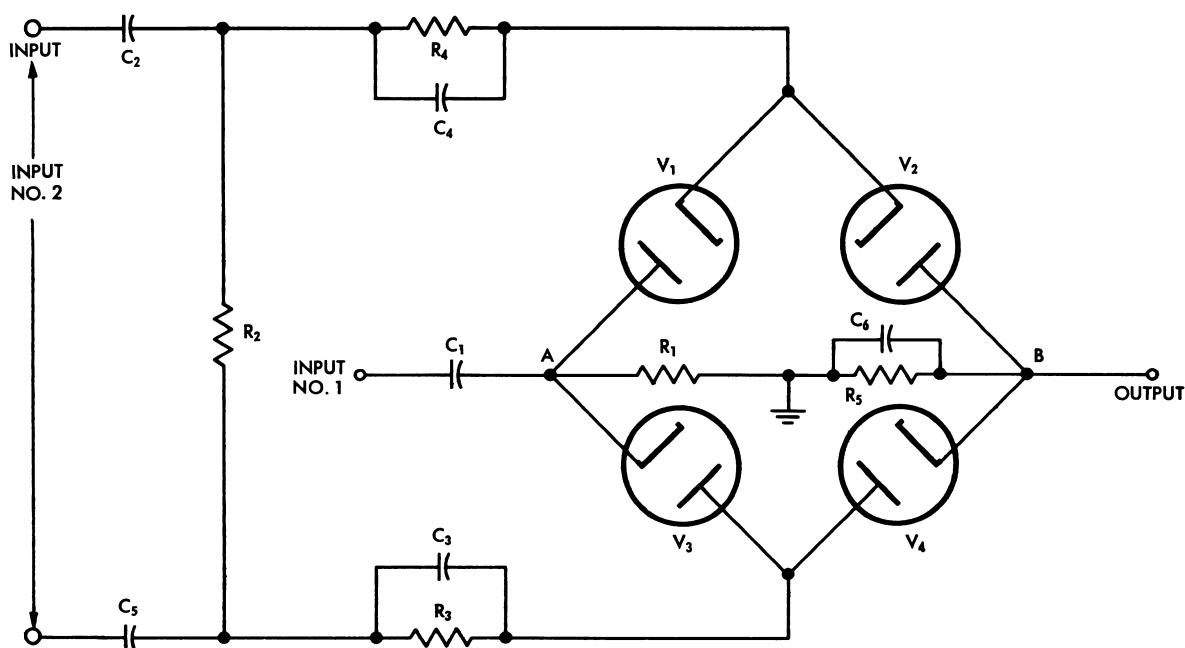 INPUT
C2
R4
C4
INPUT
NO. 2
V1
V2
R2
INPUT
NO. 1
C1
A
R1
C6
R5
B
OUTPUT
V3
V4
C3
R3
C5